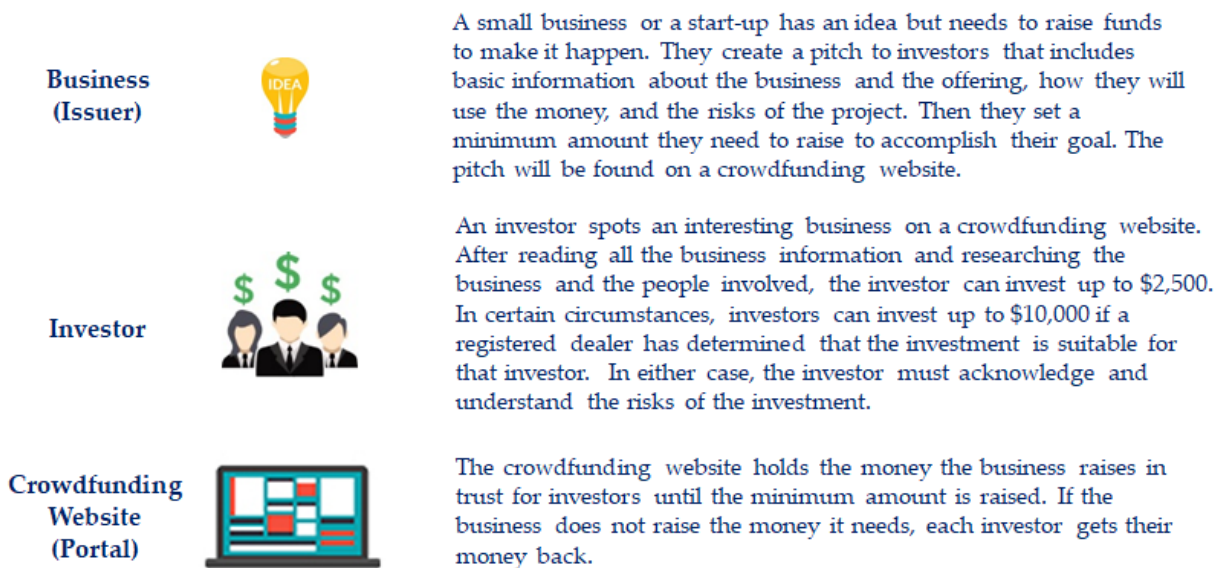 Business
(Issuer)
IDEA
A small business or a start-up has an idea but needs to raise funds
to make it happen. They create a pitch to investors that includes
basic information about the business and the offering, how they will
use the money, and the risks of the project. Then they set a
minimum amount they need to raise to accomplish their goal. The
pitch will be found on a crowdfunding website.
Investor
$ $ $
An investor spots an interesting business on a crowdfunding website.
After reading all the business information and researching the
business and the people involved, the investor can invest up to $2,500.
In certain circumstances, investors can invest up to $10,000 if a
registered dealer has determined that the investment is suitable for
that investor. In either case, the investor must acknowledge and
understand the risks of the investment.
Crowdfunding
Website
(Portal)
The crowdfunding website holds the money the business raises in
trust for investors until the minimum amount is raised. If the
business does not raise the money it needs, each investor gets their
money back.